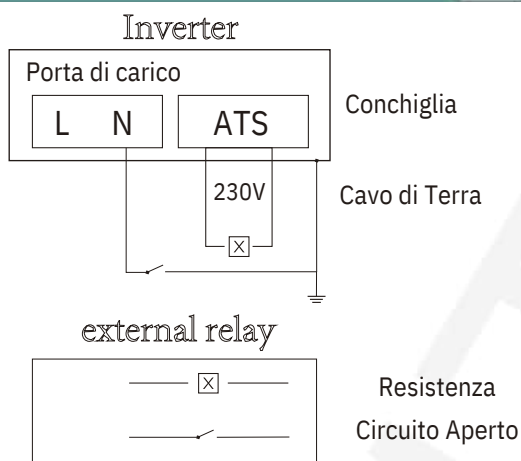 Inverter
Porta di carico
Conchiglia
L N ATS
230V
Cavo di Terra
X
external relay
X
Resistenza
Circuito Aperto